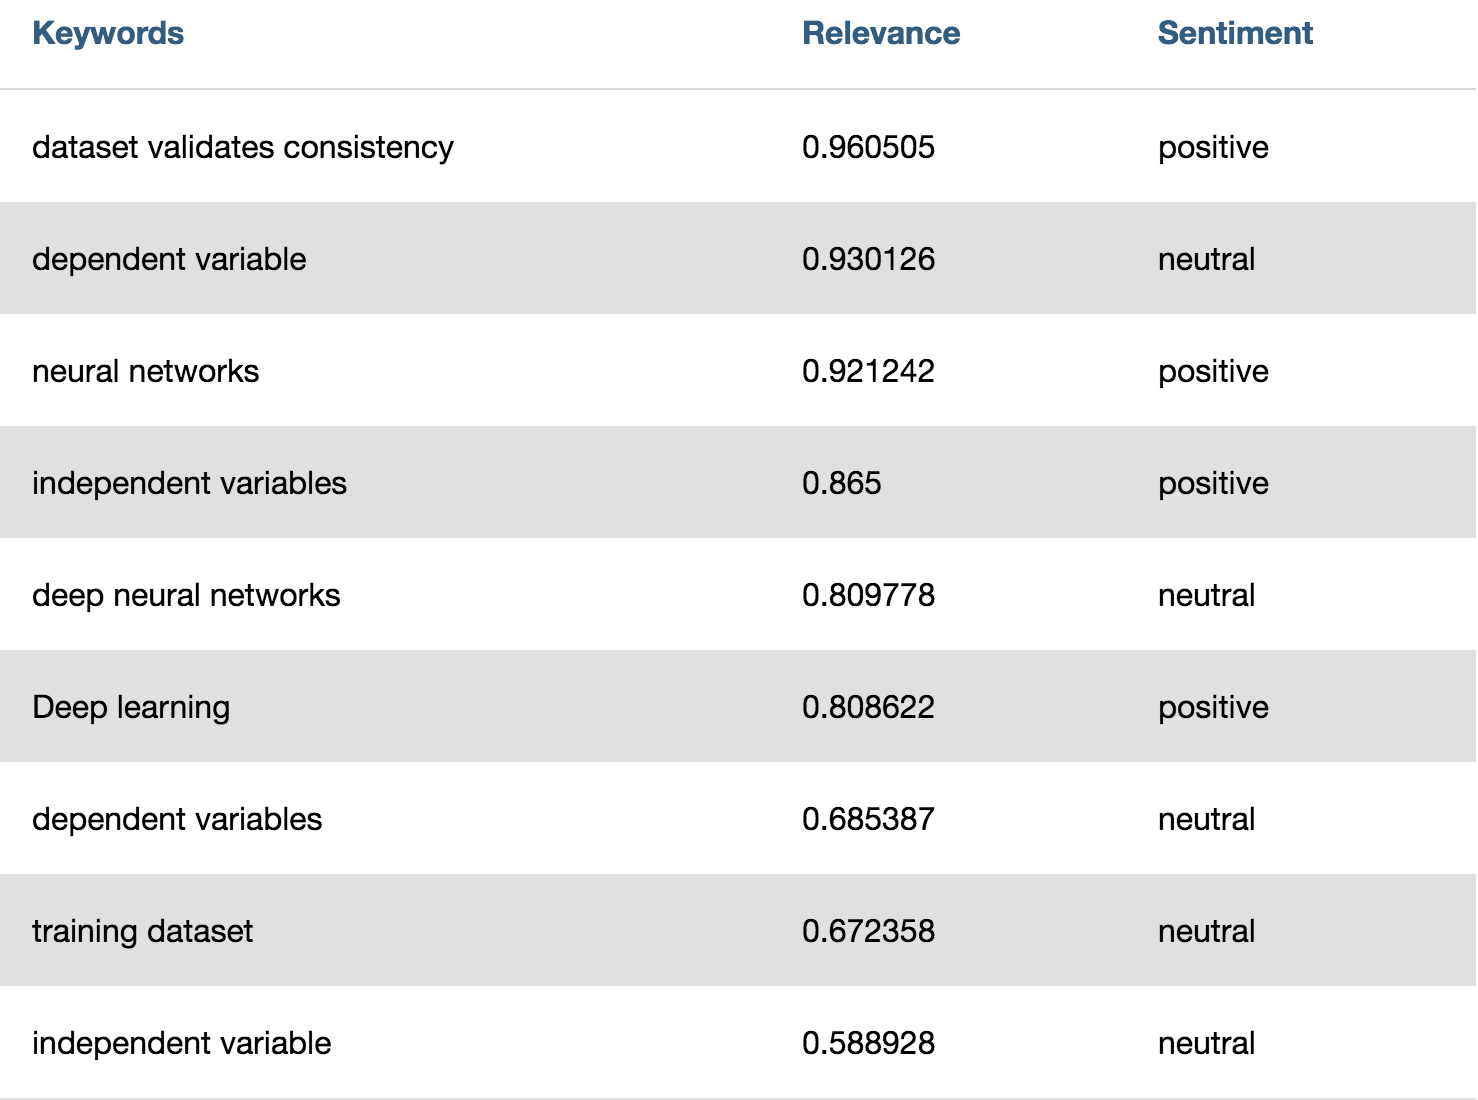 Keywords Relevance Sentiment
dataset validates consistency 0.960505 positive
dependent variable 0.930126 neutral
neural networks 0.921242 positive
independent variables 0.865 positive
deep neural networks 0.809778 neutral
Deep learning 0.808622 positive
dependent variables 0.685387 neutral
training dataset 0.672358 neutral
independent variable 0.588928 neutral